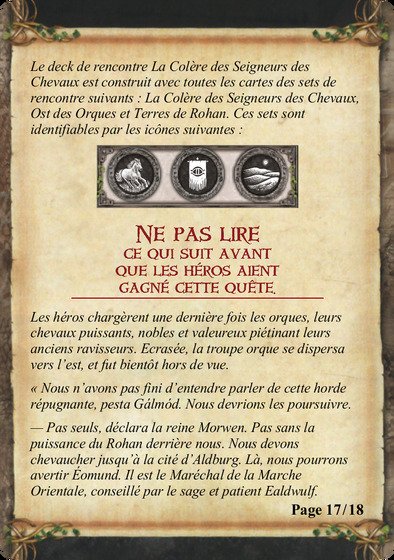 Le deck de rencontre La Colère des Seigneurs des
Chevaux est construit avec toutes les cartes des sets de
rencontre suivants : La Colère des Seigneurs des Chevaux,
Ost des Orques et Terres de Rohan. Ces sets sont
identifiables par les icônes suivantes :
Ne pas lire
ce qui suit avant
que les héros aient
gagné cette quête.
Les héros chargèrent une dernière fois les orques, leurs
chevaux puissants, nobles et valeureux piétinant leurs
anciens ravisseurs. Ecrasée, la troupe orque se dispersa
vers l'est, et fut bientôt hors de vue.
« Nous n'avons pas fini d'entendre parler de cette horde
répugnante, pesta Gálmód. Nous devrions les poursuivre.
— Pas seuls, déclara la reine Morwen. Pas sans la
puissance du Rohan derrière nous. Nous devons
chevaucher jusqu'à la cité d'Aldburg. Là, nous pourrons
avertir Éomund. Il est le Maréchal de la Marche
Orientale, conseillé par le sage et patient Ealdwulf.
Page 17/18